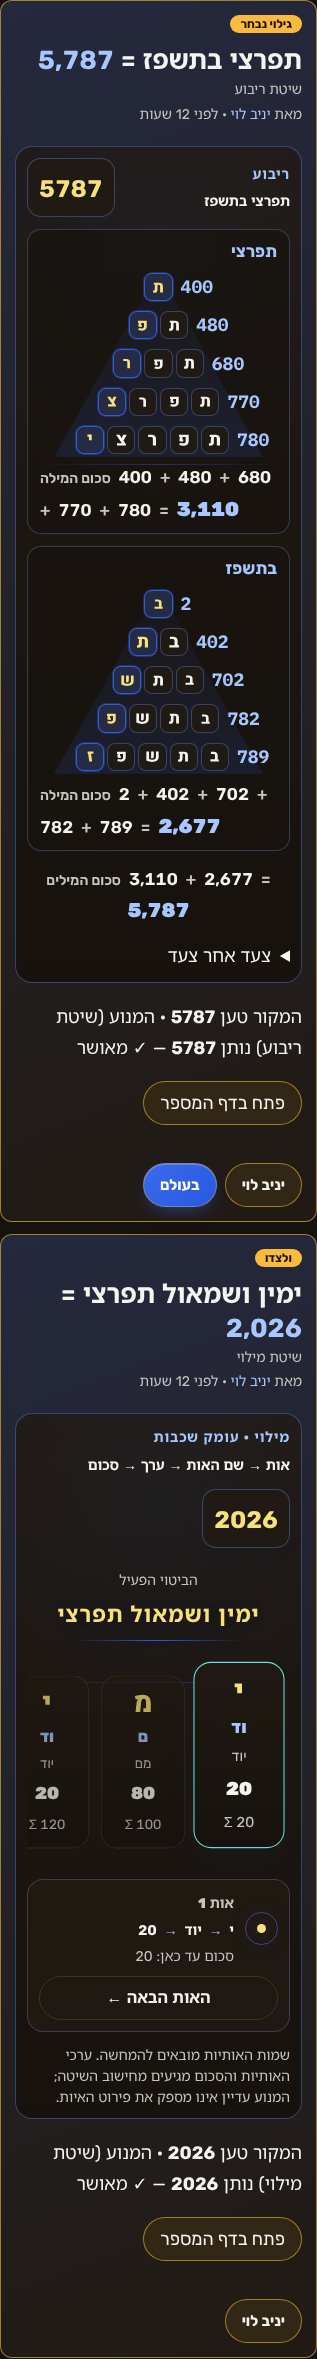 גילוי נבחר
תפרצי בתשפז = 5,787
שיטת ריבוע
מאת יניב לוי • לפני 12 שעות
ריבוע
תפרצי בתשפז
5787
תפרצי
ת 400
ת פ 480
ת פ ר 680
ת פ ר צ 770
ת פ ר צ י 780
סכום המילה 400 + 480 + 680
+ 770 + 780 = 3,110
בתשפז
ב 2
ב ת 402
ב ת ש 702
ב ת ש פ 782
ב ת ש פ ז 789
סכום המילה 2 + 402 + 702 +
782 + 789 = 2,677
סכום המילים 3,110 + 2,677 =
5,787
◀ צעד אחר צעד
המקור טען 5787 • המנוע (שיטת
ריבוע) נותן 5787 — ✓ מאושר
פתח בדף המספר
יניב לוי
בעולם
ולצדו
ימין ושמאול תפרצי =
2,026
שיטת מילוי
מאת יניב לוי • לפני 12 שעות
מילוי • עומק שכבות
אות → שם האות → ערך → סכום
2026
הביטוי הפעיל
ימין ושמאול תפרצי
י מ י
וד ם וד
יוד מם יוד
20 80 20
Σ 20 Σ 100 Σ 120
אות 1
י → יוד → 20
סכום עד כאן: 20
האות הבאה ←
שמות האותיות מובאים להמחשה. ערכי
האותיות והסכום מגיעים מחישוב השיטה;
המנוע עדיין אינו מספק את פירוט האיות.
המקור טען 2026 • המנוע (שיטת
מילוי) נותן 2026 — ✓ מאושר
פתח בדף המספר
יניב לוי